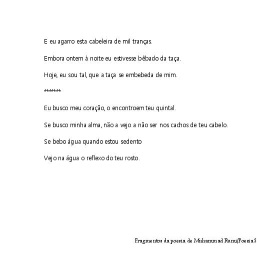 E eu agarro esta cabeleira de mil tranças.
Embora ontem à noite eu estivesse bêbado da taça.
Hoje, eu sou tal, que a taça se embebeda de mim.
*******
Eu busco meu coração, o encontro em teu quintal.
Se busco minha alma, não a vejo a não ser nos cachos de teu cabelo.
Se bebo água quando estou sedento
Vejo na água o reflexo do teu rosto.
Fragmentos da poesia de Muhammad Rumi/Poesia3